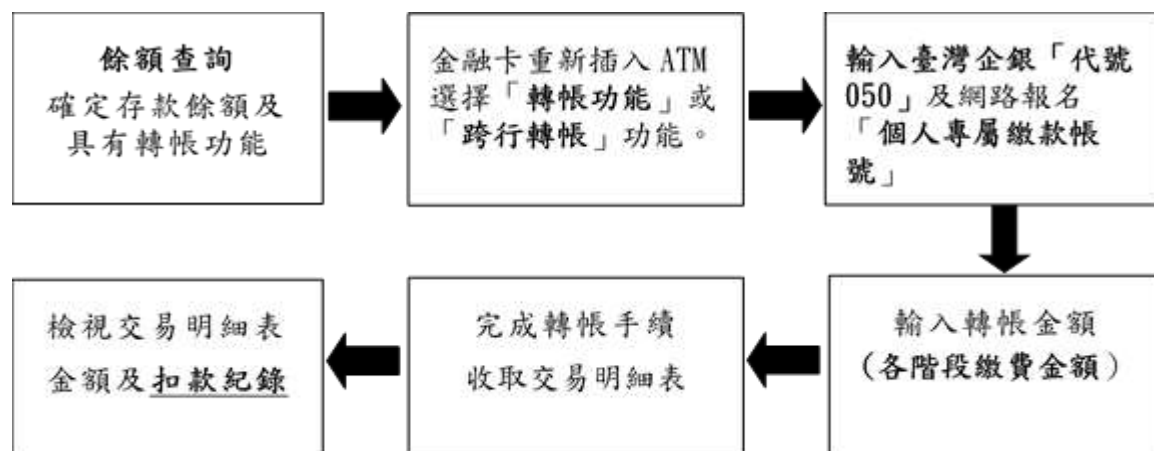 餘額查詢
確定存款餘額及
具有轉帳功能
金融卡重新插入 ATM
選擇「轉帳功能」或
「跨行轉帳」功能。
輸入臺灣企銀「代號
050」及網路報名
「個人專屬繳款帳
號」
輸入轉帳金額
(各階段繳費金額)
完成轉帳手續
收取交易明細表
檢視交易明細表
金額及扣款紀錄